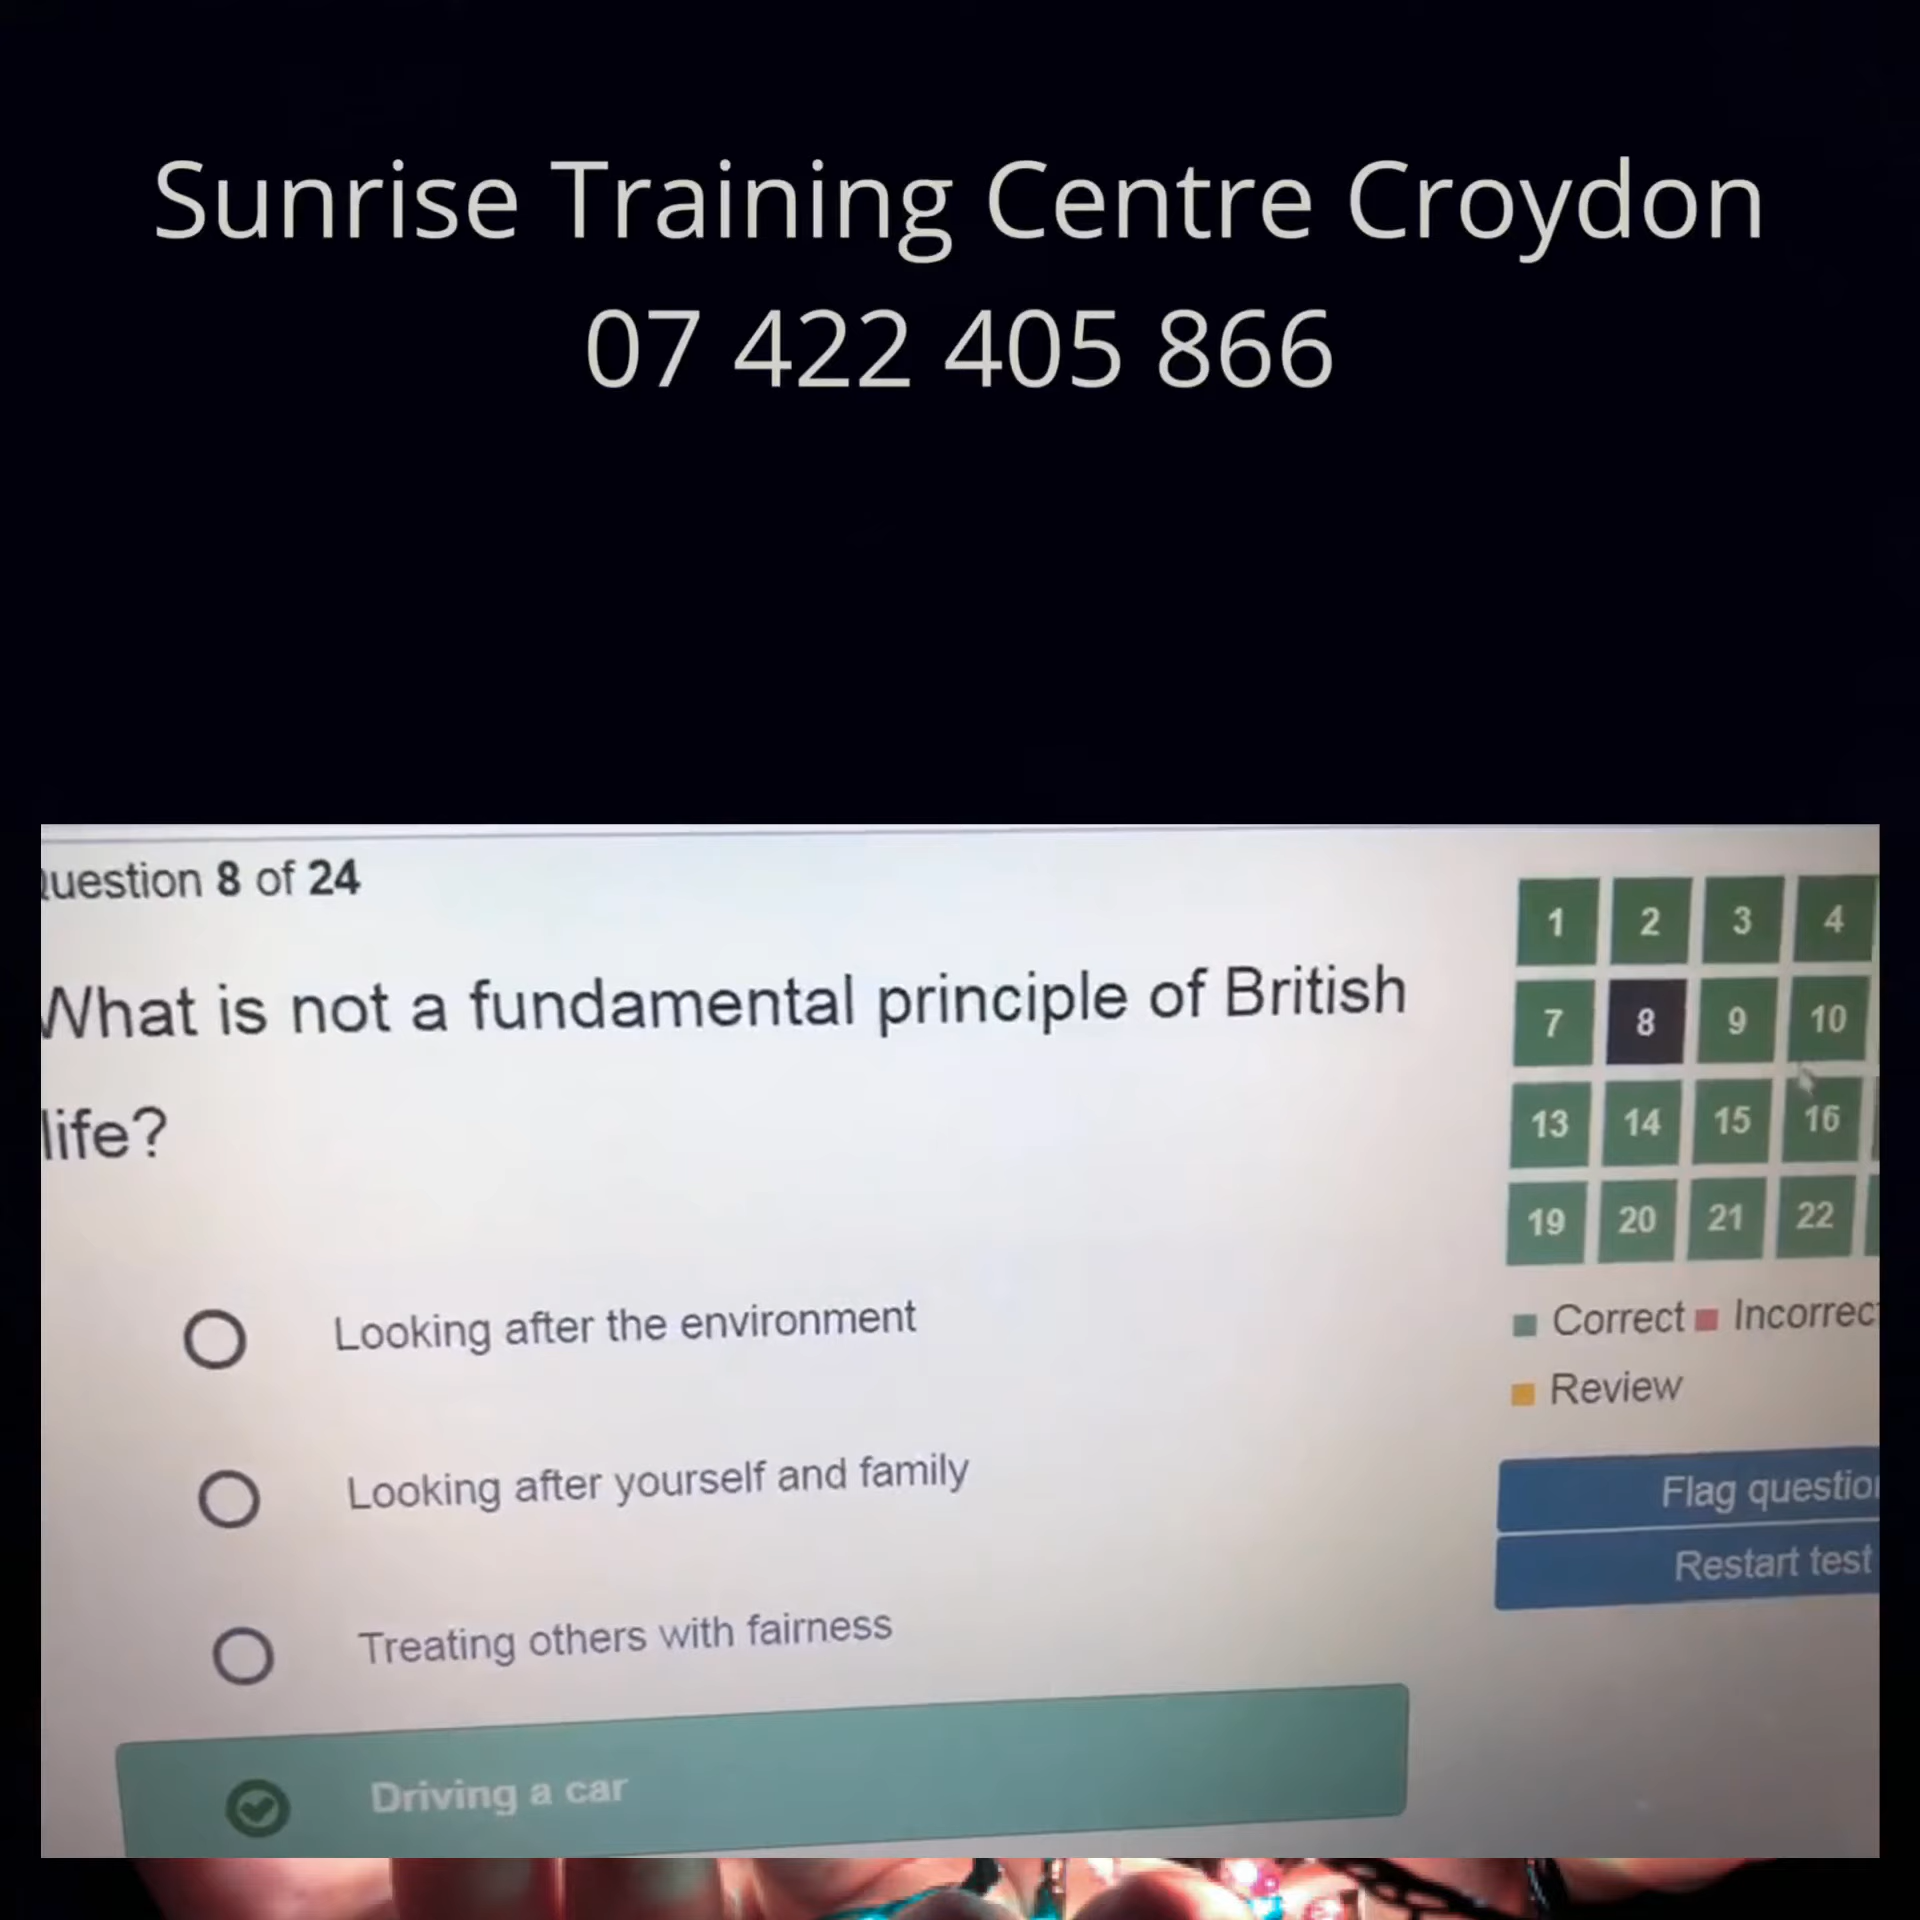 Sunrise Training Centre Croydon
07 422 405 866
uestion 8 of 24
What is not a fundamental principle of British
life?
Looking after the environment
Looking after yourself and family
Treating others with fairness
Driving a car
1 2 3 4
7 8 9 10
13 14 15 16
19 20 21 22
Correct Incorrec
Review
Flag question
Restart test